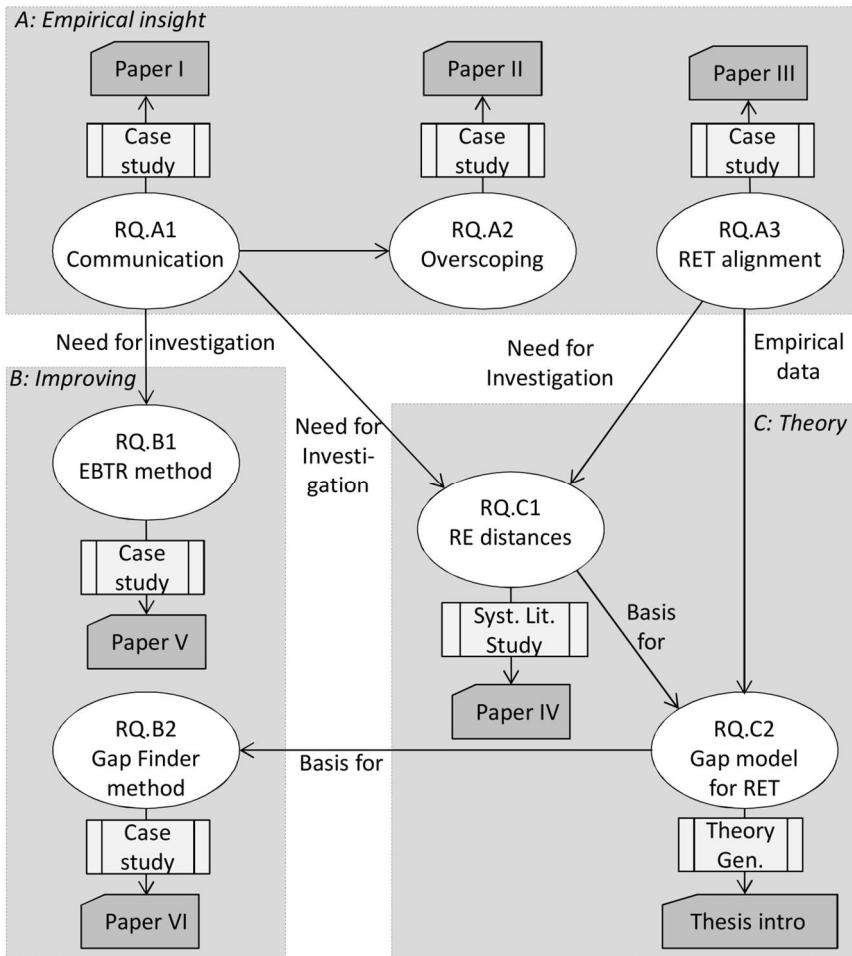 A: Empirical insight
Paper I
Paper II
Paper III
Case
study
Case
study
Case
study
RQ.A1
Communication
RQ.A2
Overscoping
RQ.A3
RET alignment
Need for investigation
Need for
Investigation
Empirical
data
B: Improving
C: Theory
RQ.B1
EBTR method
Need for
Investi-
gation
RQ.C1
RE distances
Case
study
Syst. Lit.
Study
Basis
for
Paper V
Paper IV
RQ.B2
Gap Finder
method
Basis for
RQ.C2
Gap model
for RET
Case
study
Theory
Gen.
Paper VI
Thesis intro